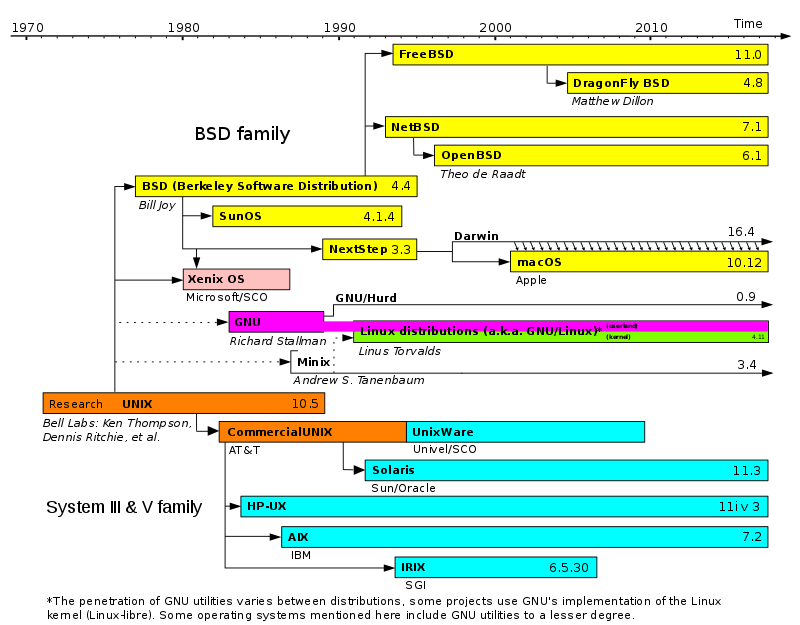 1970 1980 1990 2000 2010 Time
FreeBSD 11.0
DragonFly BSD 4.8
Matthew Dillon
BSD family
NetBSD 7.1
OpenBSD 6.1
Theo de Raadt
BSD (Berkeley Software Distribution) 4.4
Bill Joy
SunOS 4.1.4
Darwin 16.4
NextStep 3.3
macOS 10.12
Apple
Xenix OS
Microsoft/SCO
GNU/Hurd 0.9
GNU
Richard Stallman
Linux distributions (a.k.a. GNU/Linux)* (userland)
(kernel) 4.11
Linus Torvalds
Minix 3.4
Andrew S. Tanenbaum
Research UNIX 10.5
Bell Labs: Ken Thompson,
Dennis Ritchie, et al.
CommercialUNIX
AT&T
UnixWare
Univel/SCO
Solaris 11.3
Sun/Oracle
System III & V family
HP-UX 11i v 3
AIX 7.2
IBM
IRIX 6.5.30
SGI
*The penetration of GNU utilities varies between distributions, some projects use GNU's implementation of the Linux
kernel (Linux-libre). Some operating systems mentioned here include GNU utilities to a lesser degree.